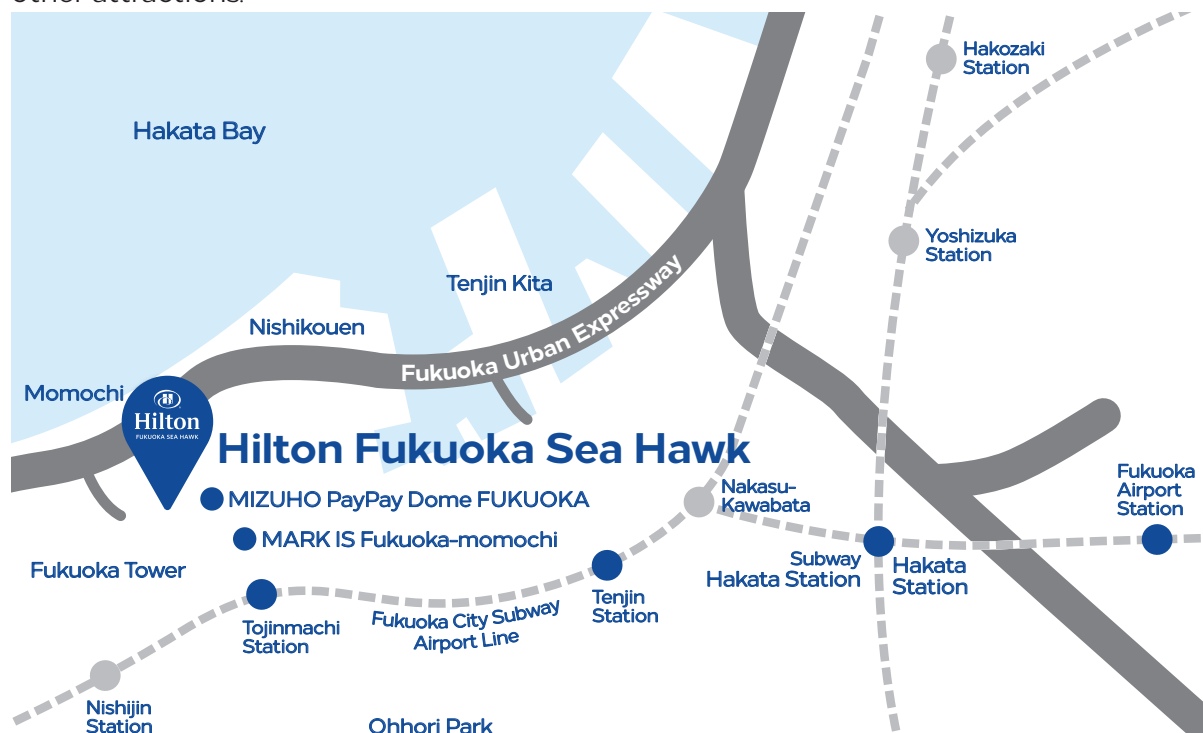 other attractions.
Hakozaki
Station
Hakata Bay
Yoshizuka
Station
Tenjin Kita
Nishikouen
Fukuoka Urban Expressway
Momochi
Hilton
FUKUOKA SEA HAWK
Hilton Fukuoka Sea Hawk
MIZUHO PayPay Dome FUKUOKA
MARK IS Fukuoka-momochi
Nakasu-
Kawabata
Fukuoka
Airport
Station
Fukuoka Tower
Subway
Hakata Station
Hakata
Station
Tenjin
Station
Fukuoka City Subway
Airport Line
Tojinmachi
Station
Nishijin
Station
Ohhori Park